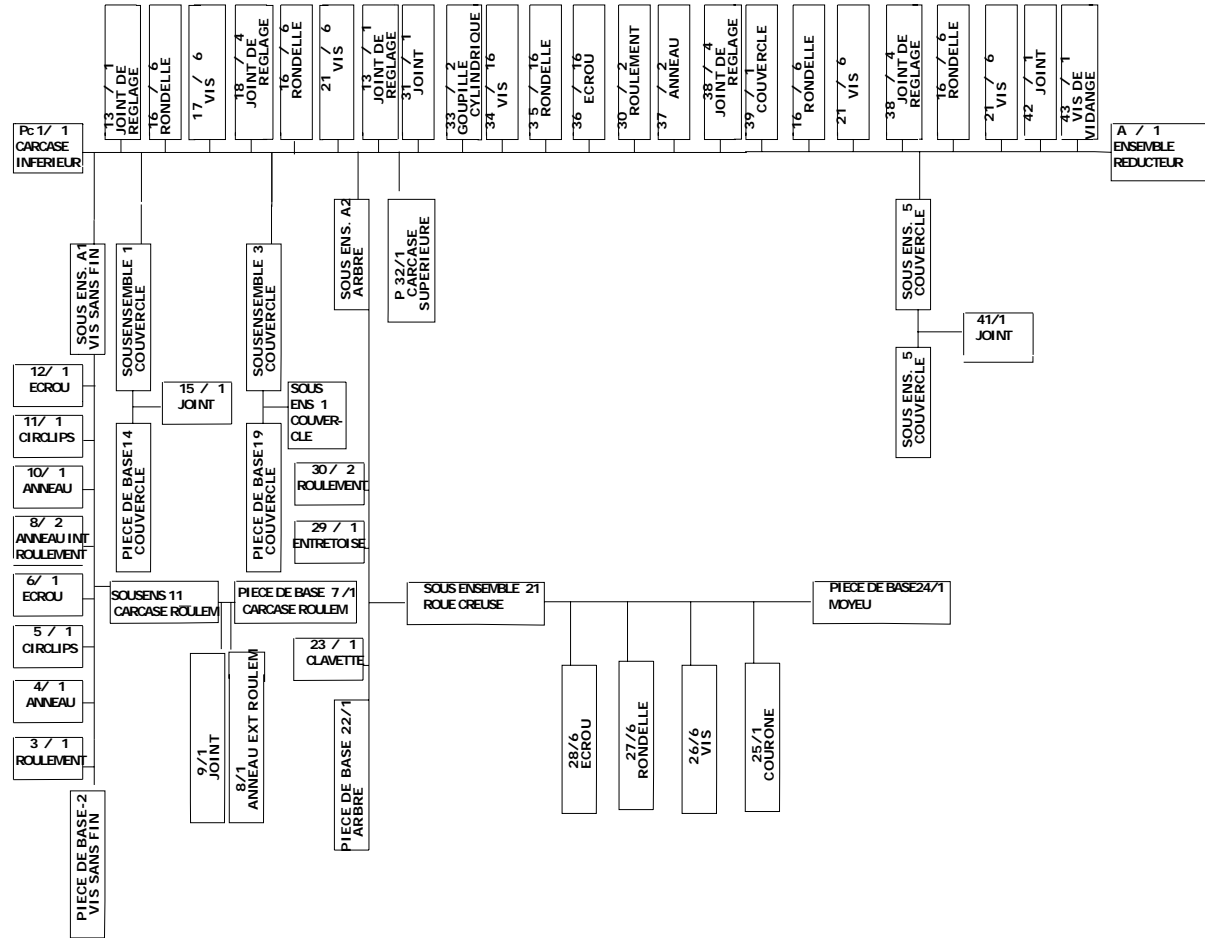 13 / 1
JOINT DE
REGLAGE
16 / 6
RONDELLE
17 / 6
VIS
18 / 4
JOINT DE
REGLAGE
16 / 6
RONDELLE
21 / 6
VIS
13 / 1
JOINT DE
REGLAGE
31 / 1
JOINT
33 / 2
GOUPILLE
CYLINDRIQUE
34 / 16
VIS
35 / 16
RONDELLE
36 / 16
ECROU
30 / 2
ROULEMENT
37 / 2
ANNEAU
38 / 4
JOINT DE
REGLAGE
39 / 1
COUVERCLE
16 / 6
RONDELLE
21 / 6
VIS
38 / 4
JOINT DE
REGLAGE
16 / 6
RONDELLE
21 / 6
VIS
42 / 1
JOINT
43 / 1
VIS DE
VIDANGE
Pc 1/ 1
CARCASE
INFERIEUR
A / 1
ENSEMBLE
REDUCTEUR
SOUS ENS. A1
VIS SANS FIN
SOUSENSEMBLE 1
COUVERCLE
SOUSENSEMBLE 3
COUVERCLE
SOUS ENS. A2
ARBRE
P 32/1
CARCASE
SUPERIEURE
SOUS ENS. 5
COUVERCLE
41/1
JOINT
SOUS ENS. 5
COUVERCLE
12/ 1
ECROU
11/ 1
CIRCLIPS
10/ 1
ANNEAU
8/ 2
ANNEAU INT
ROULEMENT
6/ 1
ECROU
5 / 1
CIRCLIPS
4/ 1
ANNEAU
3 / 1
ROULEMENT
PIECE DE BASE-2
VIS SANS FIN
15 / 1
JOINT
PIECE DE BASE14
COUVERCLE
SOUS
ENS 1
COUVER-
CLE
PIECE DE BASE19
COUVERCLE
30 / 2
ROULEMENT
29 / 1
ENTRETOISE
SOUSENS 11
CARCASE ROULEM
PIECE DE BASE 7/1
CARCASE ROULEM
9/1
JOINT
8/1
ANNEAU EXT ROULEM
23 / 1
CLAVETTE
PIECE DE BASE 22/1
ARBRE
SOUS ENSEMBLE 21
ROUE CREUSE
PIECE DE BASE24/1
MOYEU
28/6
ECROU
27/6
RONDELLE
26/6
VIS
25/1
COURONE